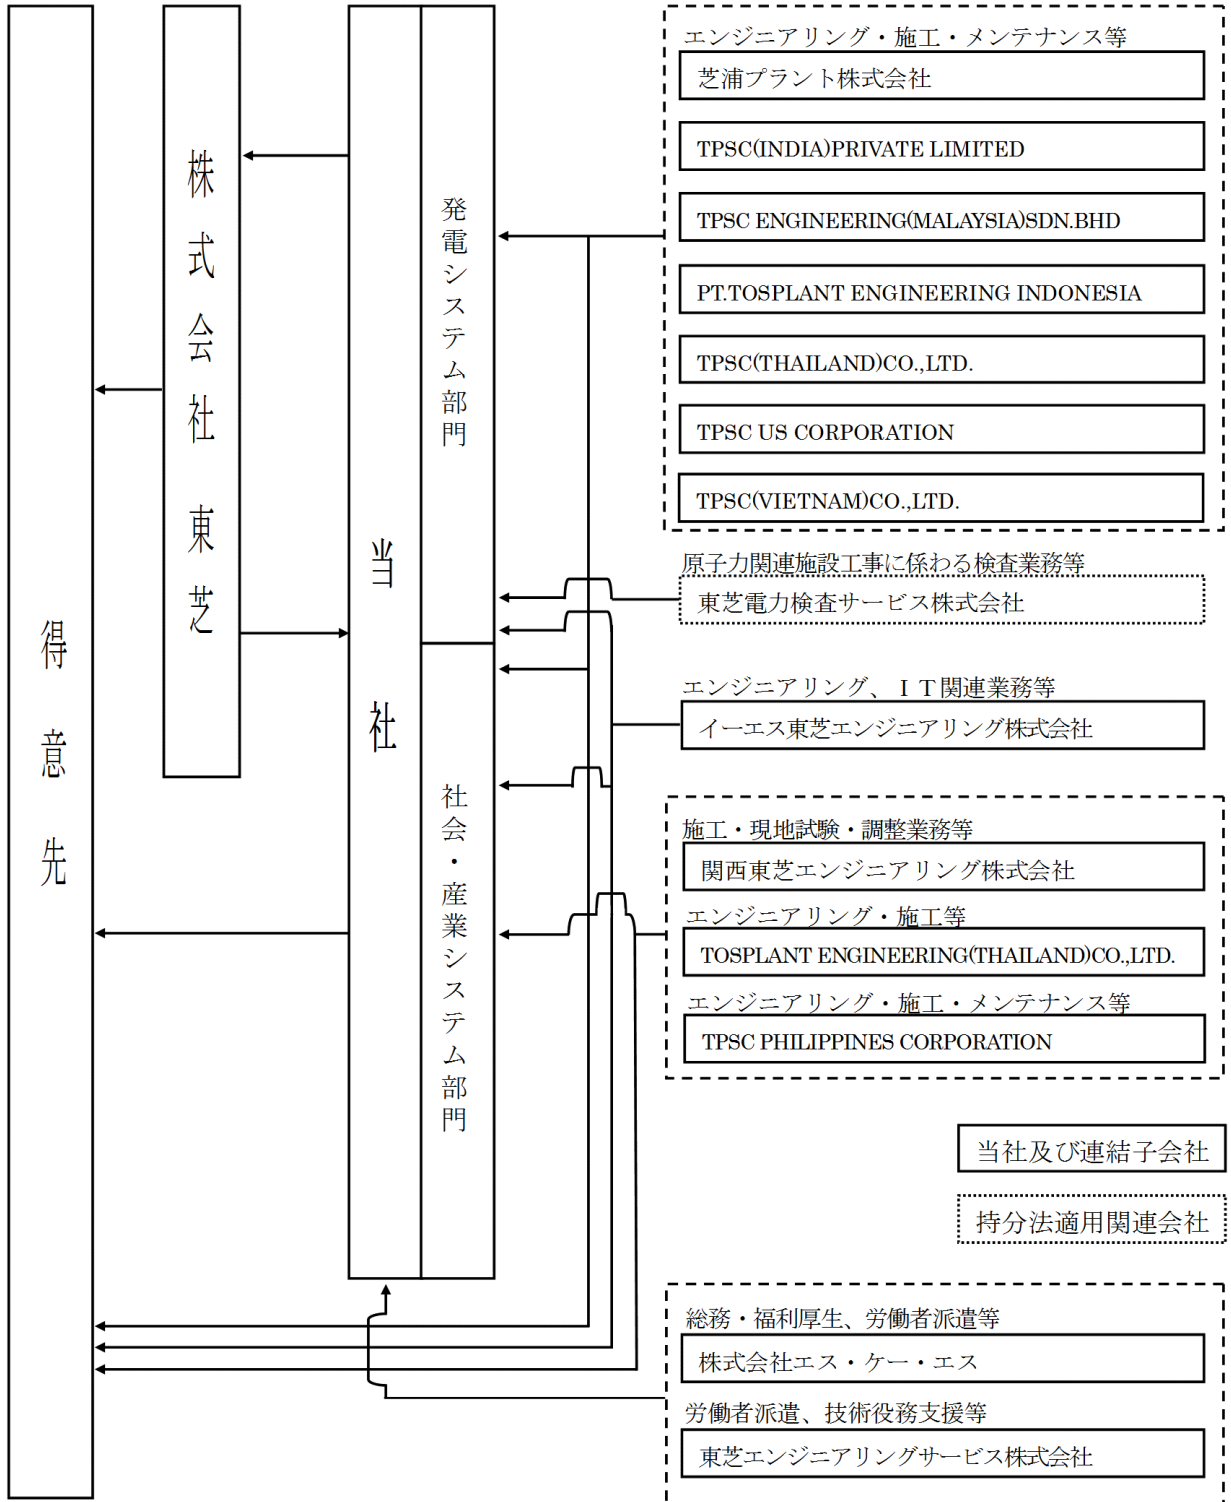 得意先
株式会社 東芝
当社
発電システム部門
社会・産業システム部門
エンジニアリング・施工・メンテナンス等
芝浦プラント株式会社
TPSC(INDIA)PRIVATE LIMITED
TPSC ENGINEERING(MALAYSIA)SDN.BHD
PT.TOSPLANT ENGINEERING INDONESIA
TPSC(THAILAND)CO.,LTD.
TPSC US CORPORATION
TPSC(VIETNAM)CO.,LTD.
原子力関連施設工事に係わる検査業務等
東芝電力検査サービス株式会社
エンジニアリング、ＩＴ関連業務等
イーエス東芝エンジニアリング株式会社
施工・現地試験・調整業務等
関西東芝エンジニアリング株式会社
エンジニアリング・施工等
TOSPLANT ENGINEERING(THAILAND)CO.,LTD.
エンジニアリング・施工・メンテナンス等
TPSC PHILIPPINES CORPORATION
当社及び連結子会社
持分法適用関連会社
総務・福利厚生、労働者派遣等
株式会社エス・ケー・エス
労働者派遣、技術役務支援等
東芝エンジニアリングサービス株式会社